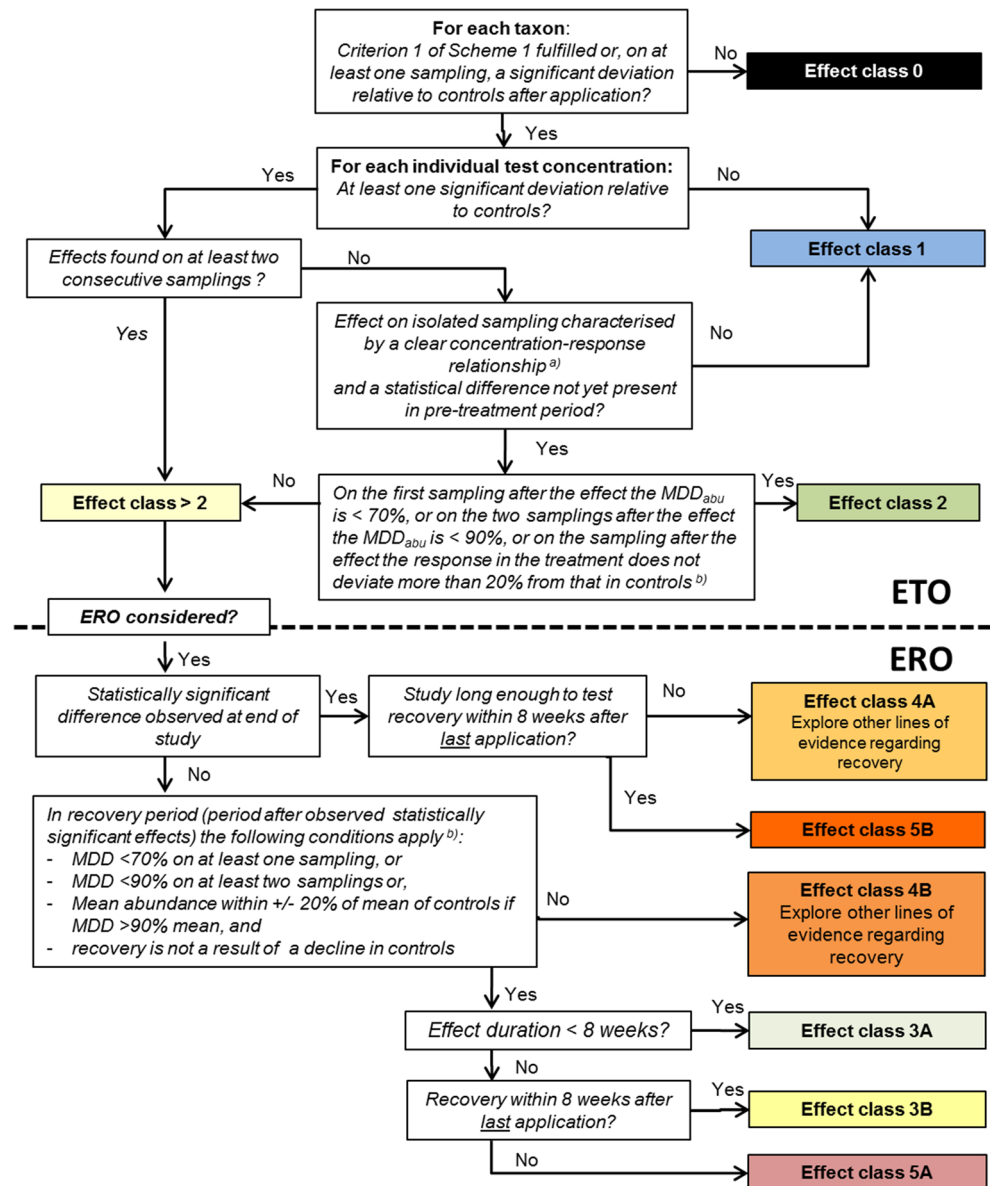 For each taxon:
Criterion 1 of Scheme 1 fulfilled or, on at
least one sampling, a significant deviation
relative to controls after application?
No
Effect class 0
Yes
For each individual test concentration:
At least one significant deviation relative
to controls?
Yes
No
Effect class 1
Effects found on at least two
consecutive samplings ?
No
Yes
Effect on isolated sampling characterised
by a clear concentration-response
relationship a)
and a statistical difference not yet present
in pre-treatment period?
No
Yes
On the first sampling after the effect the MDDabu
is < 70%, or on the two samplings after the effect
the MDDabu is < 90%, or on the sampling after the
effect the response in the treatment does not
deviate more than 20% from that in controls b)
No
Effect class > 2
Yes
Effect class 2
ETO
ERO considered?
ERO
Yes
Statistically significant
difference observed at end of
study
Yes
Study long enough to test
recovery within 8 weeks after
last application?
No
Effect class 4A
Explore other lines of
evidence regarding
recovery
Yes
Effect class 5B
No
In recovery period (period after observed statistically
significant effects) the following conditions apply b):
- MDD <70% on at least one sampling, or
- MDD <90% on at least two samplings or,
- Mean abundance within +/- 20% of mean of controls if
MDD >90% mean, and
- recovery is not a result of a decline in controls
No
Effect class 4B
Explore other lines of
evidence regarding
recovery
Yes
Effect duration < 8 weeks?
Yes
Effect class 3A
No
Recovery within 8 weeks after
last application?
Yes
Effect class 3B
No
Effect class 5A